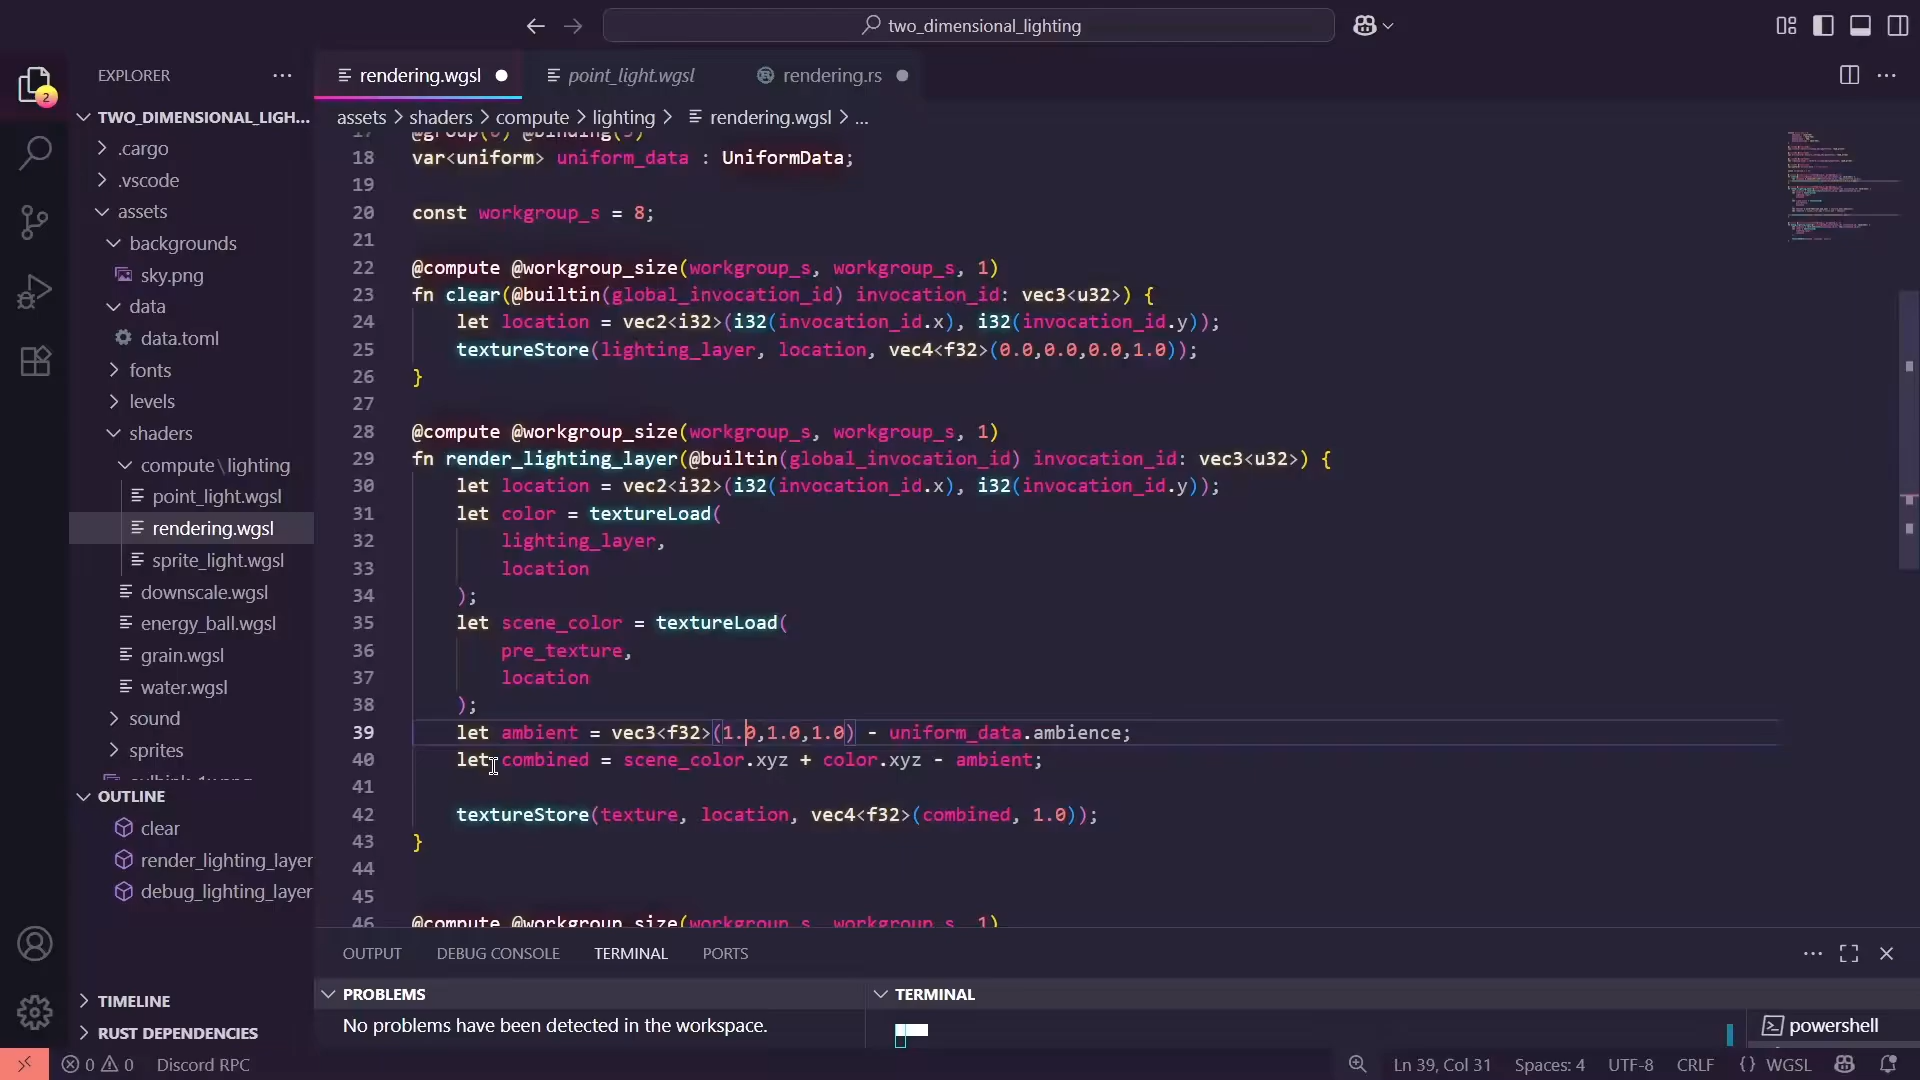 two_dimensional_lighting
2
EXPLORER
TWO_DIMENSIONAL_LIGH...
.cargo
.vscode
assets
backgrounds
sky.png
data
data.toml
fonts
levels
shaders
compute\lighting
point_light.wgsl
rendering.wgsl
sprite_light.wgsl
downscale.wgsl
energy_ball.wgsl
grain.wgsl
water.wgsl
sound
sprites
OUTLINE
clear
render_lighting_layer
debug_lighting_layer
TIMELINE
RUST DEPENDENCIES
rendering.wgsl
point_light.wgsl
rendering.rs
assets > shaders > compute > lighting > rendering.wgsl > ...
18 var<uniform> uniform_data : UniformData;
19
20 const workgroup_s = 8;
21
22 @compute @workgroup_size(workgroup_s, workgroup_s, 1)
23 fn clear(@builtin(global_invocation_id) invocation_id: vec3<u32>) {
24 let location = vec2<i32>(i32(invocation_id.x), i32(invocation_id.y));
25 textureStore(lighting_layer, location, vec4<f32>(0.0,0.0,0.0,1.0));
26 }
27
28 @compute @workgroup_size(workgroup_s, workgroup_s, 1)
29 fn render_lighting_layer(@builtin(global_invocation_id) invocation_id: vec3<u32>) {
30 let location = vec2<i32>(i32(invocation_id.x), i32(invocation_id.y));
31 let color = textureLoad(
32 lighting_layer,
33 location
34 );
35 let scene_color = textureLoad(
36 pre_texture,
37 location
38 );
39 let ambient = vec3<f32>(1.0,1.0,1.0) - uniform_data.ambience;
40 let combined = scene_color.xyz + color.xyz - ambient;
41
42 textureStore(texture, location, vec4<f32>(combined, 1.0));
43 }
44
45
46 @compute @workgroup_size(workgroup_s, workgroup_s, 1)
OUTPUT
DEBUG CONSOLE
TERMINAL
PORTS
PROBLEMS
No problems have been detected in the workspace.
TERMINAL
powershell
0 0 Discord RPC
Ln 39, Col 31
Spaces: 4
UTF-8
CRLF
{} WGSL